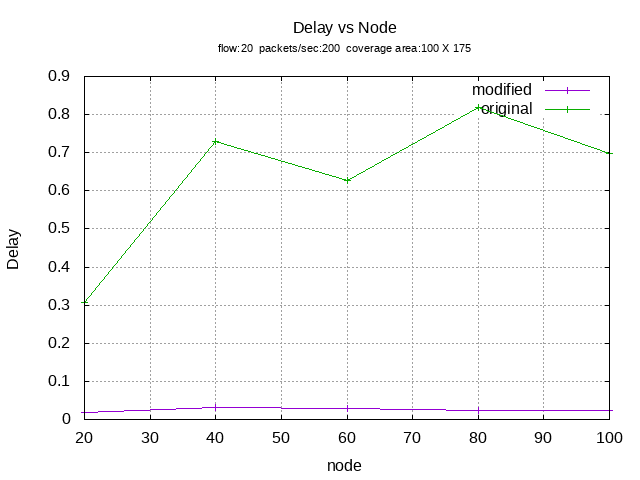 Delay vs Node
flow:20  packets/sec:200  coverage area:100 X 175
modified
original
0.9
0.8
0.7
0.6
0.5
0.4
0.3
0.2
0.1
0
Delay
20 30 40 50 60 70 80 90 100
node